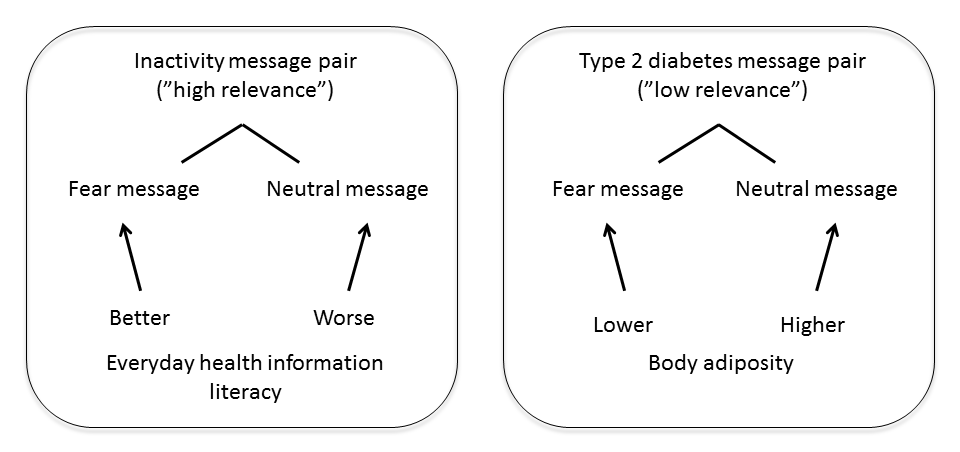 Inactivity message pair
(”high relevance”)
Fear message
Neutral message
Better
Worse
Everyday health information
literacy
Type 2 diabetes message pair
(”low relevance”)
Fear message
Neutral message
Lower
Higher
Body adiposity